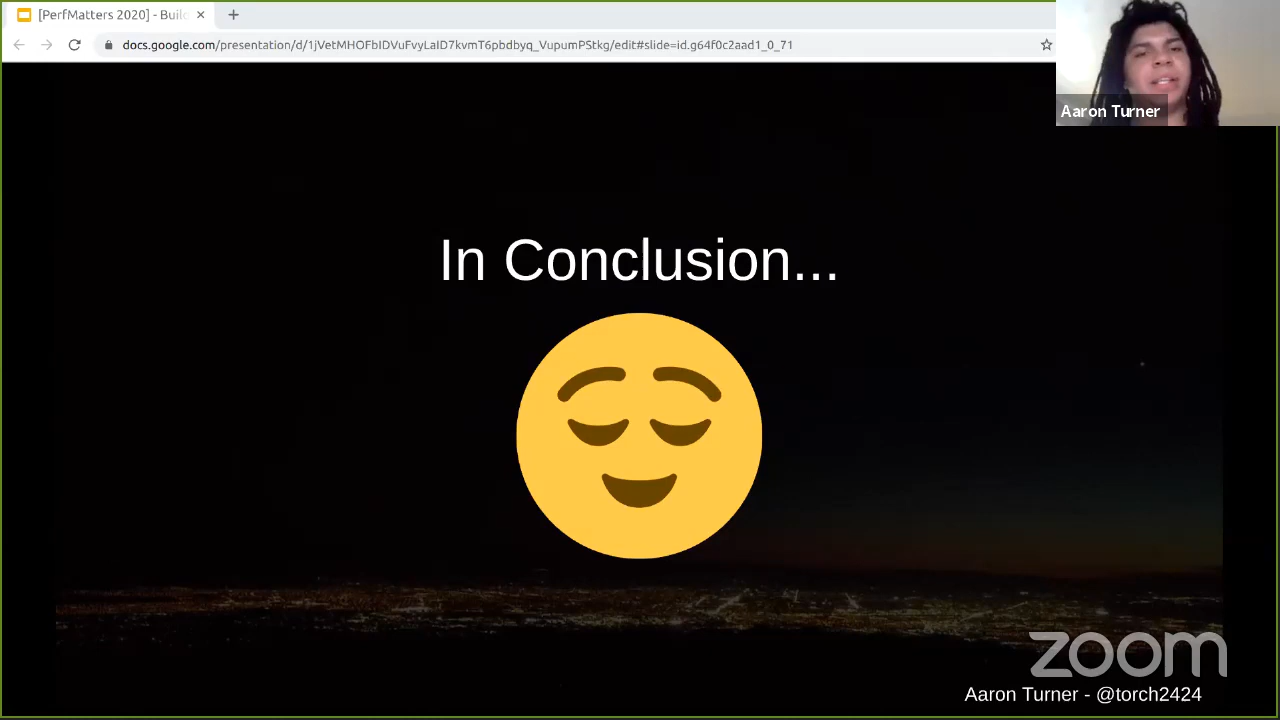 [PerfMatters 2020] - Buil
docs.google.com/presentation/d/1jVetMHOFbIDVuFvyLaID7kvmT6pbdbyq_VupumPStkg/edit#slide=id.g64f0c2aad1_0_71
Aaron Turner
In Conclusion...
zoom
Aaron Turner - @torch2424